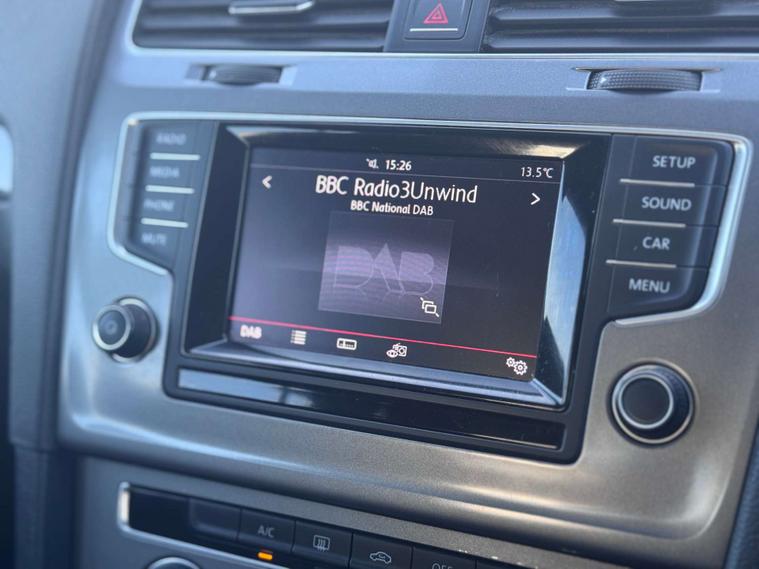 RADIO
MEDIA
PHONE
MUTE
15:26
13.5°C
BBC Radio3Unwind
BBC National DAB
DAB
DAB
SETUP
SOUND
CAR
MENU
A/C
OFF